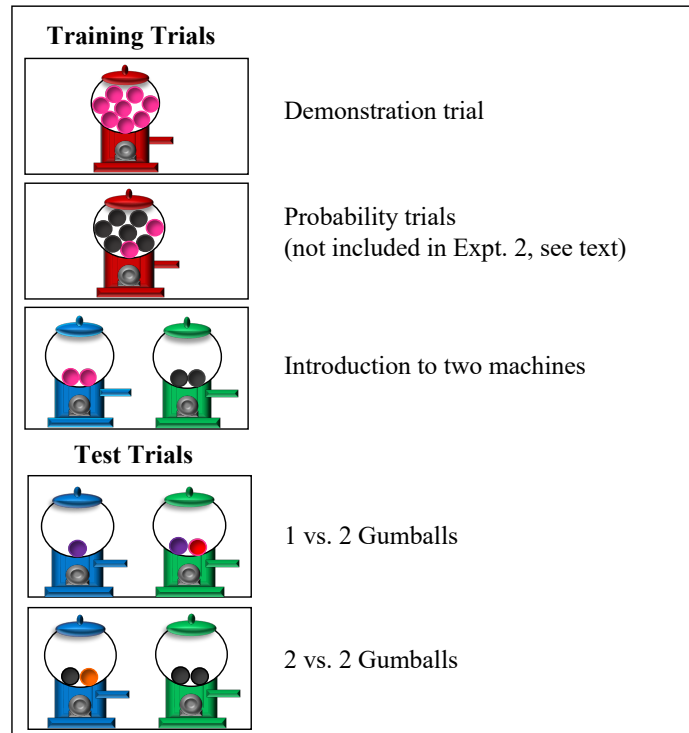 Training Trials
Demonstration trial
Probability trials
(not included in Expt. 2, see text)
Introduction to two machines
Test Trials
1 vs. 2 Gumballs
2 vs. 2 Gumballs